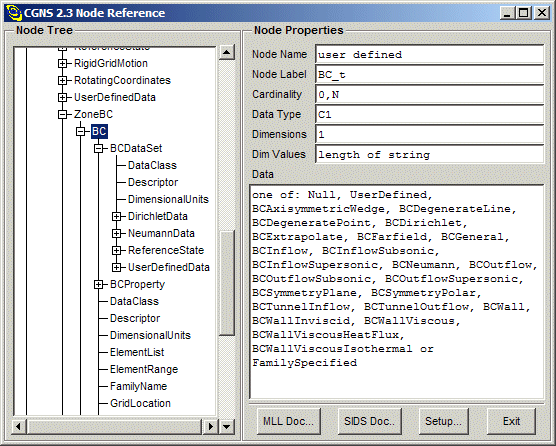 CGNS 2.3 Node Reference
Node Tree
ReferenceState
RigidGridMotion
RotatingCoordinates
UserDefinedData
ZoneBC
BC
BCDataSet
DataClass
Descriptor
DimensionalUnits
DirichletData
NeumannData
ReferenceState
UserDefinedData
BCProperty
DataClass
Descriptor
DimensionalUnits
ElementList
ElementRange
FamilyName
GridLocation
Node Properties
Node Name user defined
Node Label BC_t
Cardinality 0,N
Data Type C1
Dimensions 1
Dim Values length of string
Data
one of: Null, UserDefined,
BCAxisymmetricWedge, BCDegenerateLine,
BCDegeneratePoint, BCDirichlet,
BCExtrapolate, BCFarfield, BCGeneral,
BCInflow, BCInflowSubsonic,
BCInflowSupersonic, BCNeumann, BCOutflow,
BCOutflowSubsonic, BCOutflowSupersonic,
BCSymmetryPlane, BCSymmetryPolar,
BCTunnelInflow, BCTunnelOutflow, BCWall,
BCWallInviscid, BCWallViscous,
BCWallViscousHeatFlux,
BCWallViscousIsothermal or
FamilySpecified
MLL Doc... SIDS Doc.. Setup... Exit